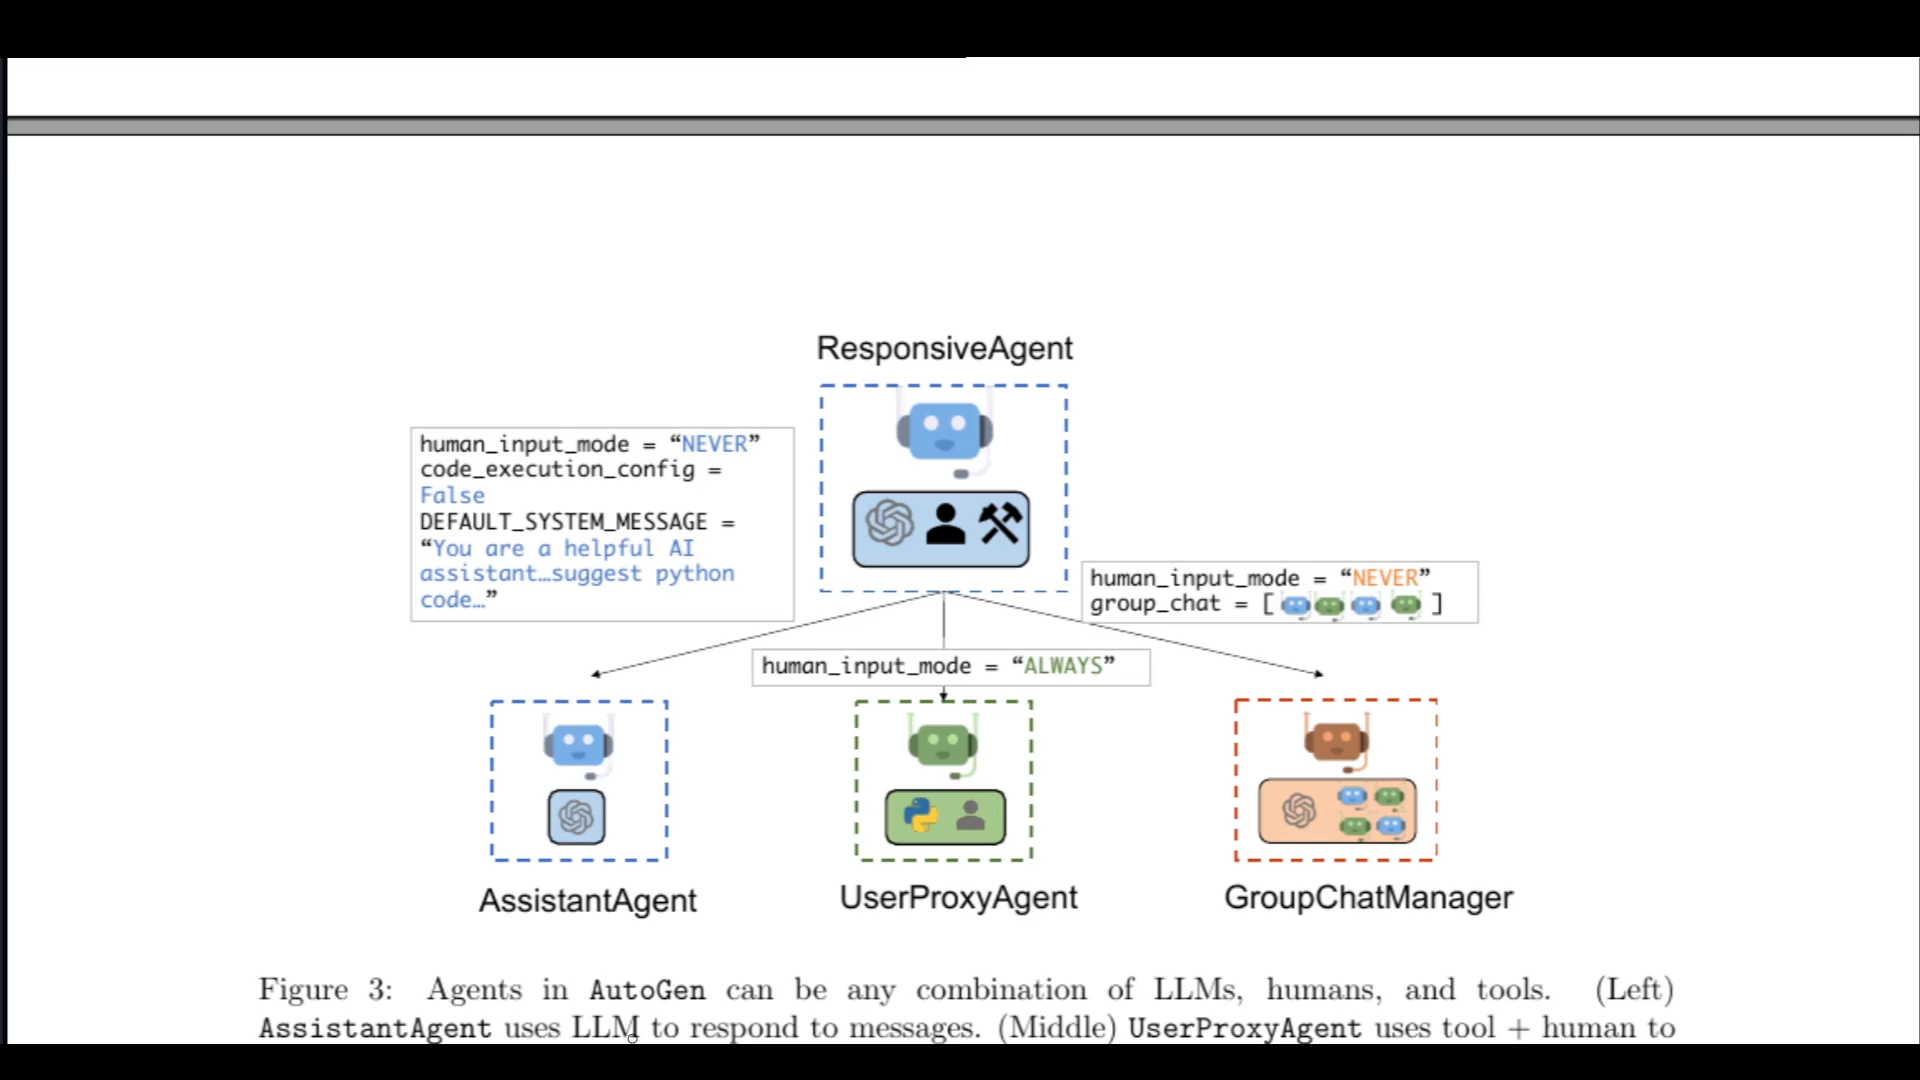 ResponsiveAgent
human_input_mode = “NEVER”
code_execution_config =
False
DEFAULT_SYSTEM_MESSAGE =
“You are a helpful AI
assistant…suggest python
code…”
human_input_mode = “NEVER”
group_chat = [ ]
human_input_mode = “ALWAYS”
AssistantAgent
UserProxyAgent
GroupChatManager
Figure 3: Agents in AutoGen can be any combination of LLMs, humans, and tools. (Left)
AssistantAgent uses LLM to respond to messages. (Middle) UserProxyAgent uses tool + human to